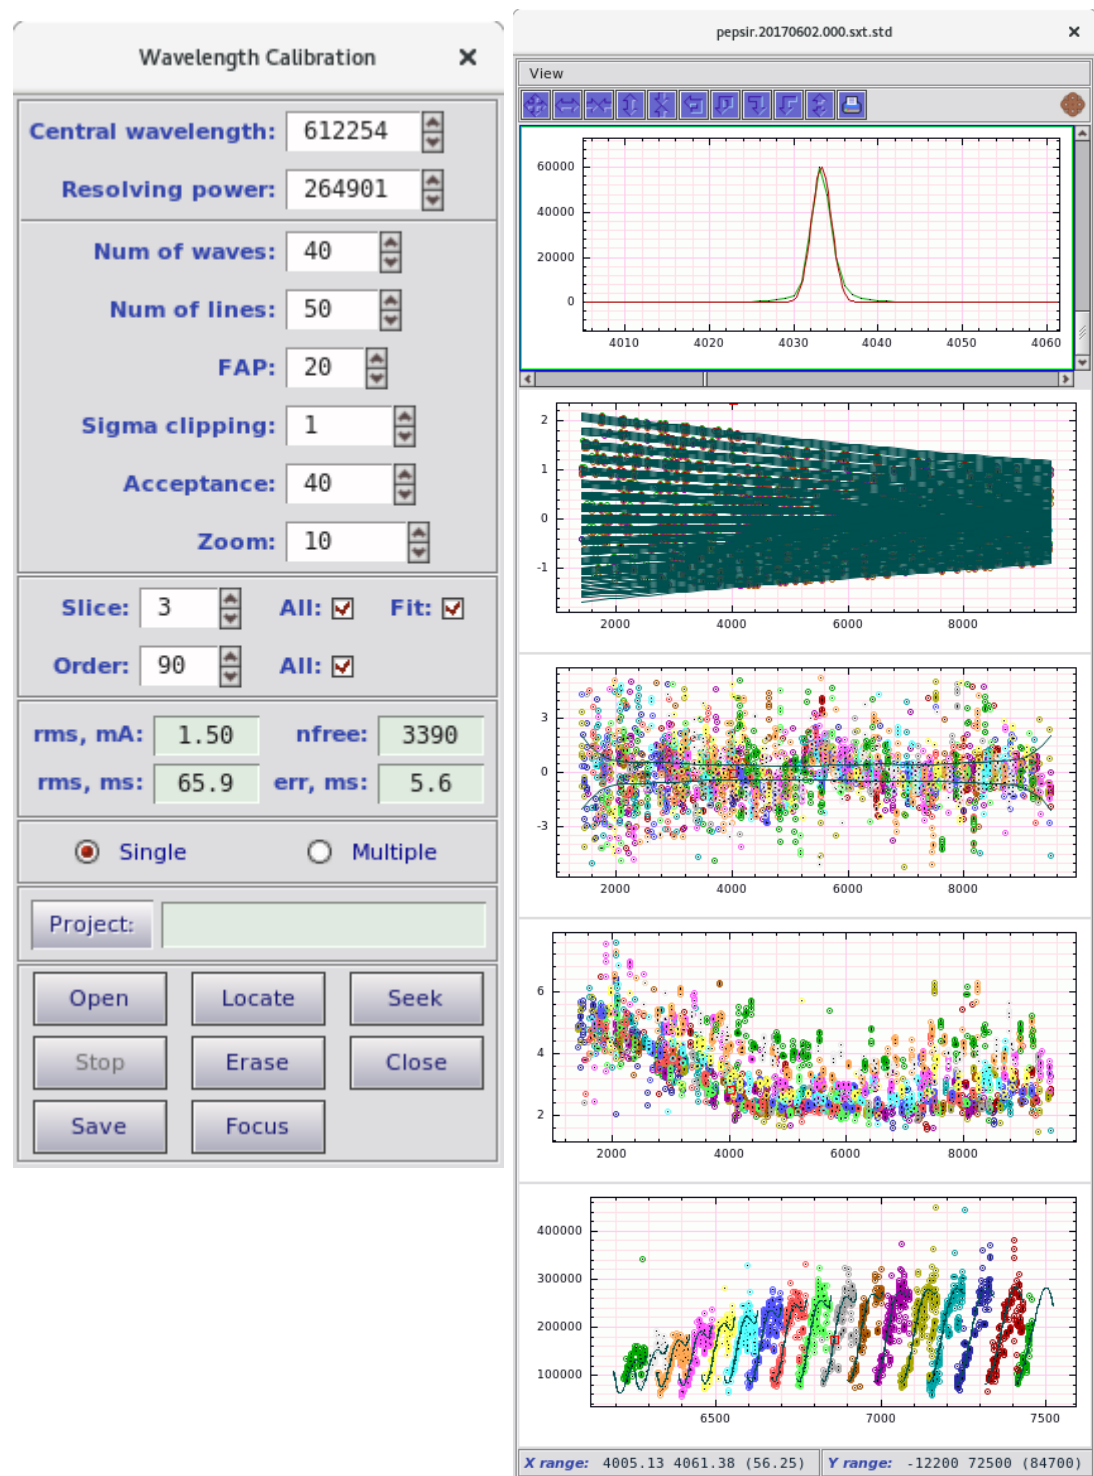 Wavelength Calibration
Central wavelength: 612254
Resolving power: 264901
Num of waves: 40
Num of lines: 50
FAP: 20
Sigma clipping: 1
Acceptance: 40
Zoom: 10
Slice: 3 All: Fit:
Order: 90 All:
rms, mA: 1.50 nfree: 3390
rms, ms: 65.9 err, ms: 5.6
Single Multiple
Project:
Open Locate Seek
Stop Erase Close
Save Focus
pepsir.20170602.000.sxt.std
View
60000
40000
20000
0
4010 4020 4030 4040 4050 4060
2
1
0
-1
2000 4000 6000 8000
3
0
-3
2000 4000 6000 8000
6
4
2
2000 4000 6000 8000
400000
300000
200000
100000
6500 7000 7500
X range: 4005.13 4061.38 (56.25) Y range: -12200 72500 (84700)